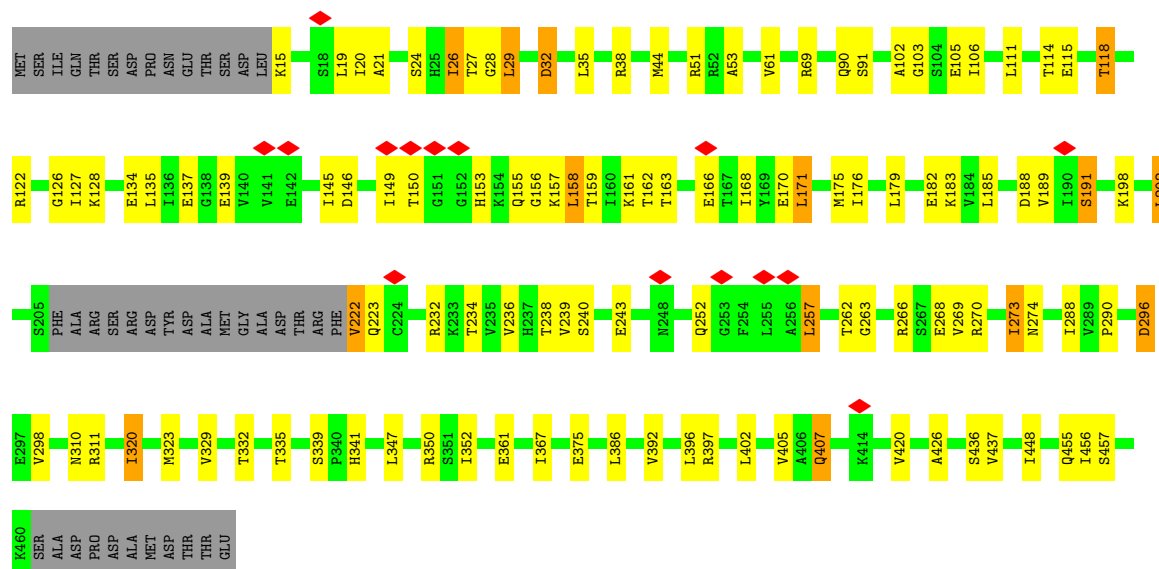 MET SER ILE GLN THR SER ASP PRO ASN GLU THR SER ASP LEU K15 S18 L19 I20 A21 S24 H25 I26 T27 G28 L29 D32 L35 R38 M44 R51 R52 A53 V61 R69 Q90 S91 A102 G103 S104 E105 I106 L111 T114 E115 T118
R122 G126 I127 K128 E134 L135 I136 E137 G138 E139 V140 V141 E142 I145 D146 I149 T150 G151 G152 H153 K154 Q155 G156 K157 L158 T159 I160 K161 T162 T163 E166 T167 I168 Y169 E170 L171 M175 I176 L179 E182 K183 V184 L185 D188 V189 I190 S191 K198
S205 PHE ALA ARG SER ARG ASP TYR ASP ALA MET GLY ALA ASP THR ARG PHE V222 Q223 C224 R232 K233 T234 V235 V236 H237 T238 V239 S240 E243 N248 Q252 G253 F254 L255 A256 L257 T262 G263 R266 S267 E268 V269 R270 I273 N274 I288 V289 P290 D296
E297 V298 N310 R311 I320 M323 V329 T332 T335 S339 P340 H341 L347 R350 S351 I352 E361 I367 E375 L386 V392 L396 R397 L402 V405 A406 Q407 K414 V420 A426 S436 V437 I448 Q455 I456 S457
K460 SER ALA ASP PRO ASP ALA MET ASP THR THR GLU